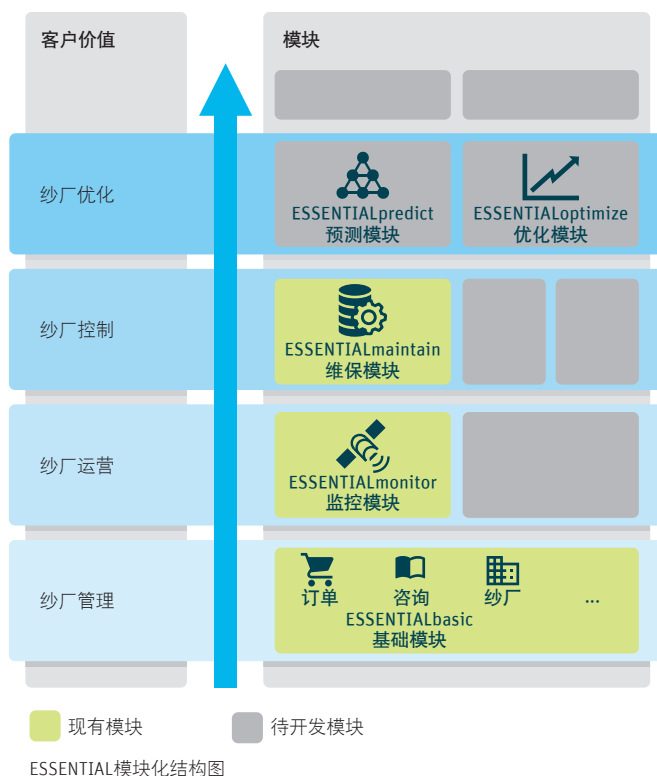 客户价值
模块
纱厂优化
ESSENTIALpredict
预测模块
ESSENTIALoptimize
优化模块
纱厂控制
ESSENTIALmaintain
维保模块
纱厂运营
ESSENTIALmonitor
监控模块
纱厂管理
订单 咨询 纱厂 ...
ESSENTIALbasic
基础模块
现有模块 待开发模块
ESSENTIAL模块化结构图